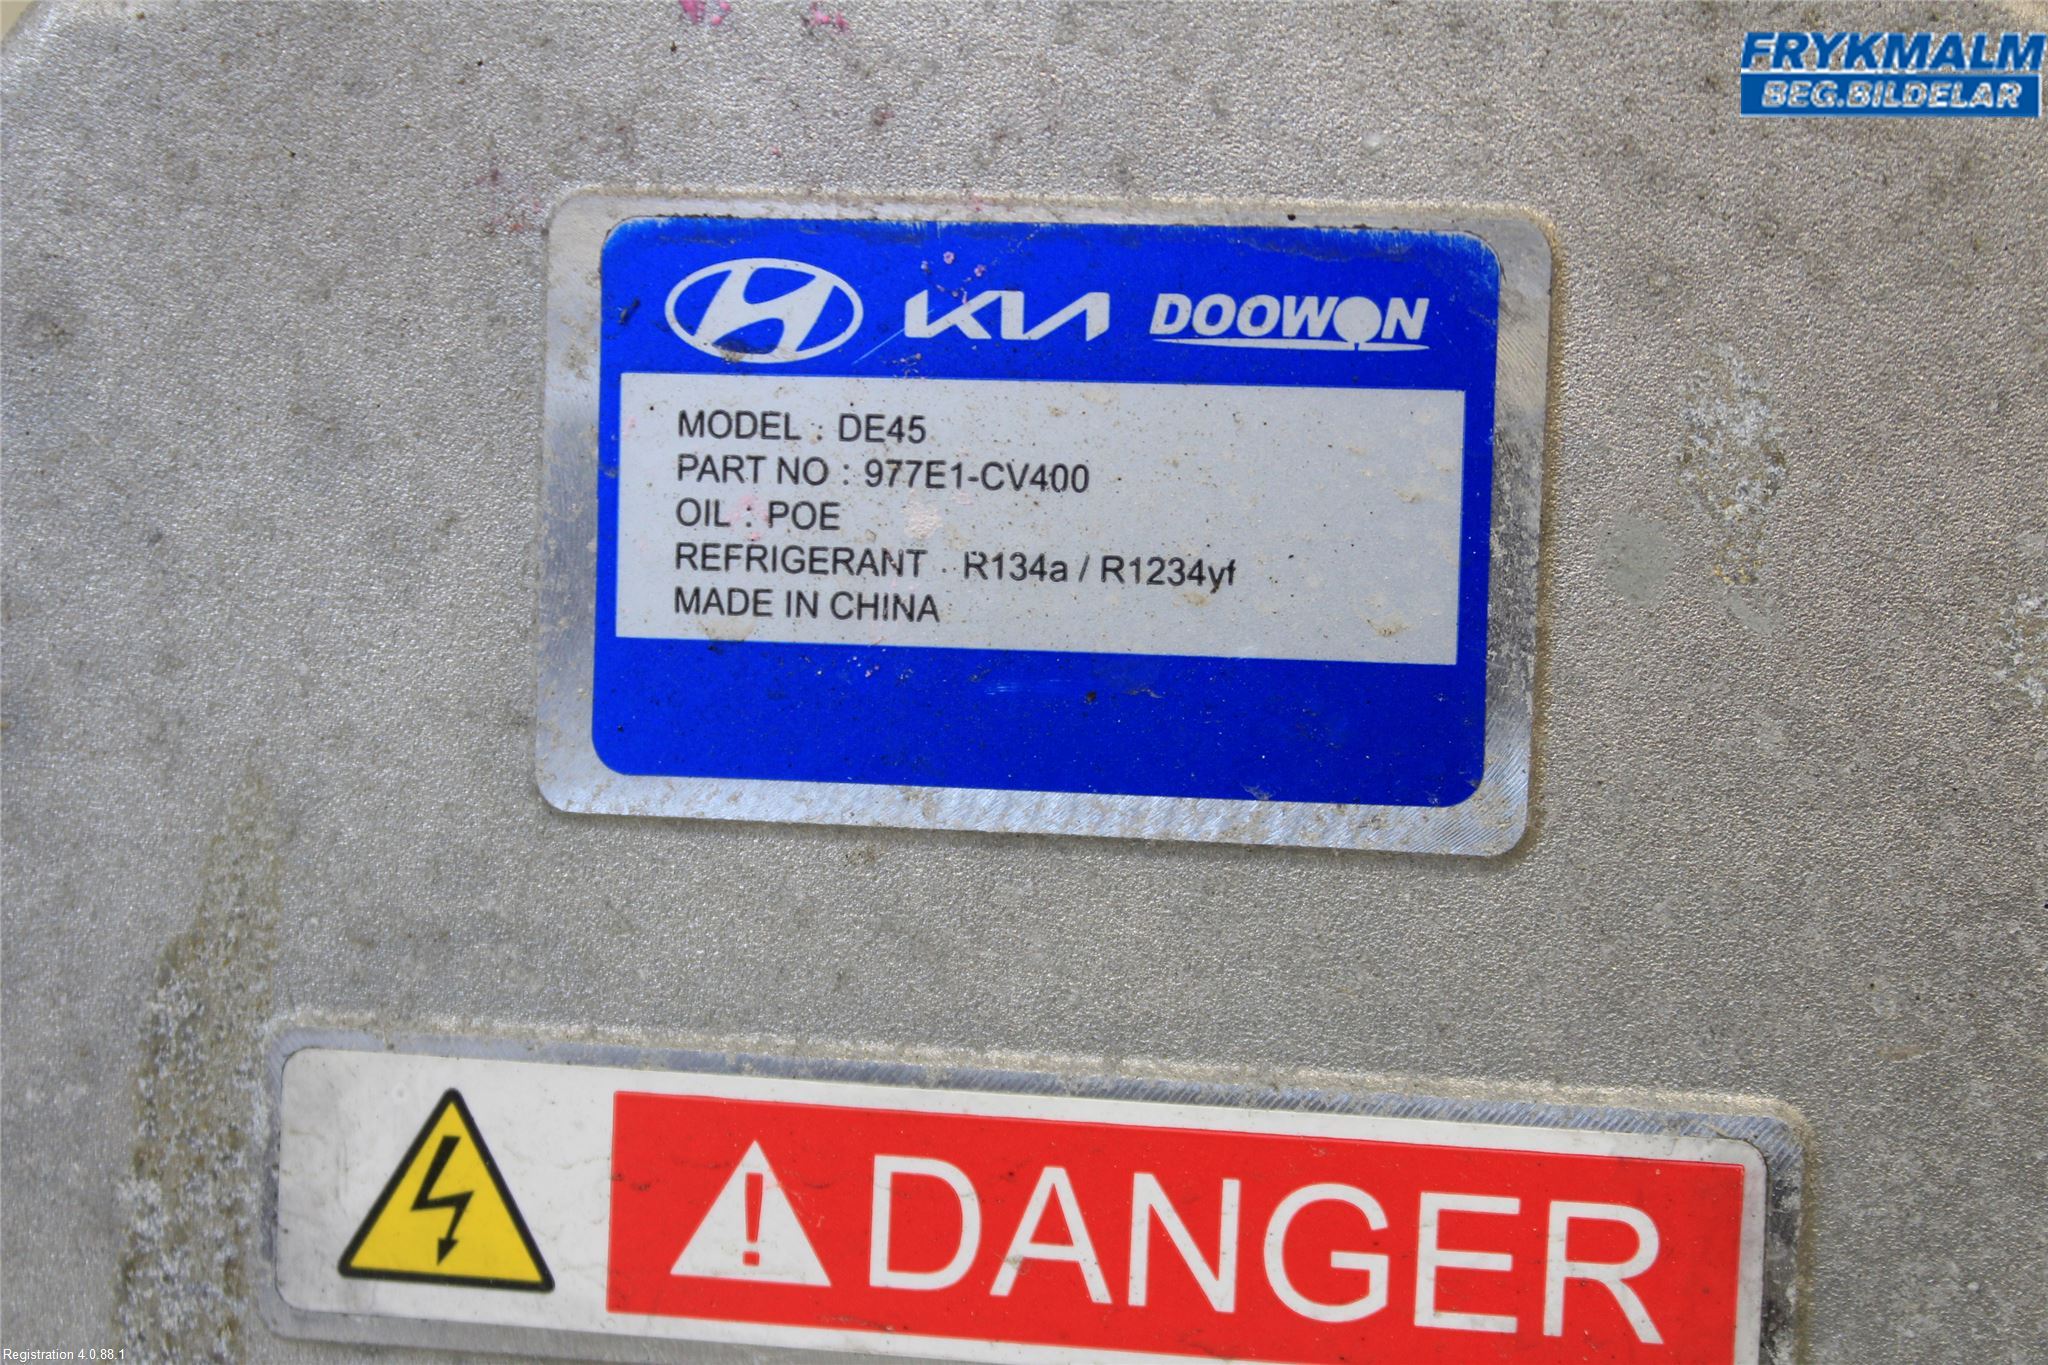 FRYKMALM
BEG.BILDELAR
KIA DOOWON
MODEL : DE45
PART NO : 977E1-CV400
OIL : POE
REFRIGERANT : R134a / R1234yf
MADE IN CHINA
DANGER
Registration 4.0.88.1